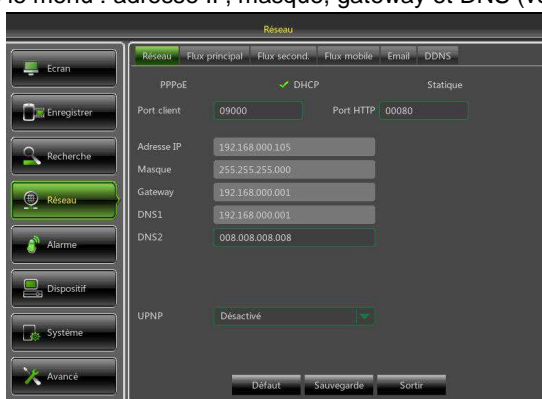 le menu : adresse IP, masque, gateway et DNS
Réseau
Ecran
Enregistrer
Recherche
Réseau
Alarme
Dispositif
Système
Avancé
Réseau Flux principal Flux second. Flux mobile Email DDNS
PPPoE DHCP Statique
Port client 09000 Port HTTP 00080
Adresse IP 192.168.000.105
Masque 255.255.255.000
Gateway 192.168.000.001
DNS1 192.168.000.001
DNS2 008.008.008.008
UPNP Désactivé
Défaut Sauvegarde Sortir